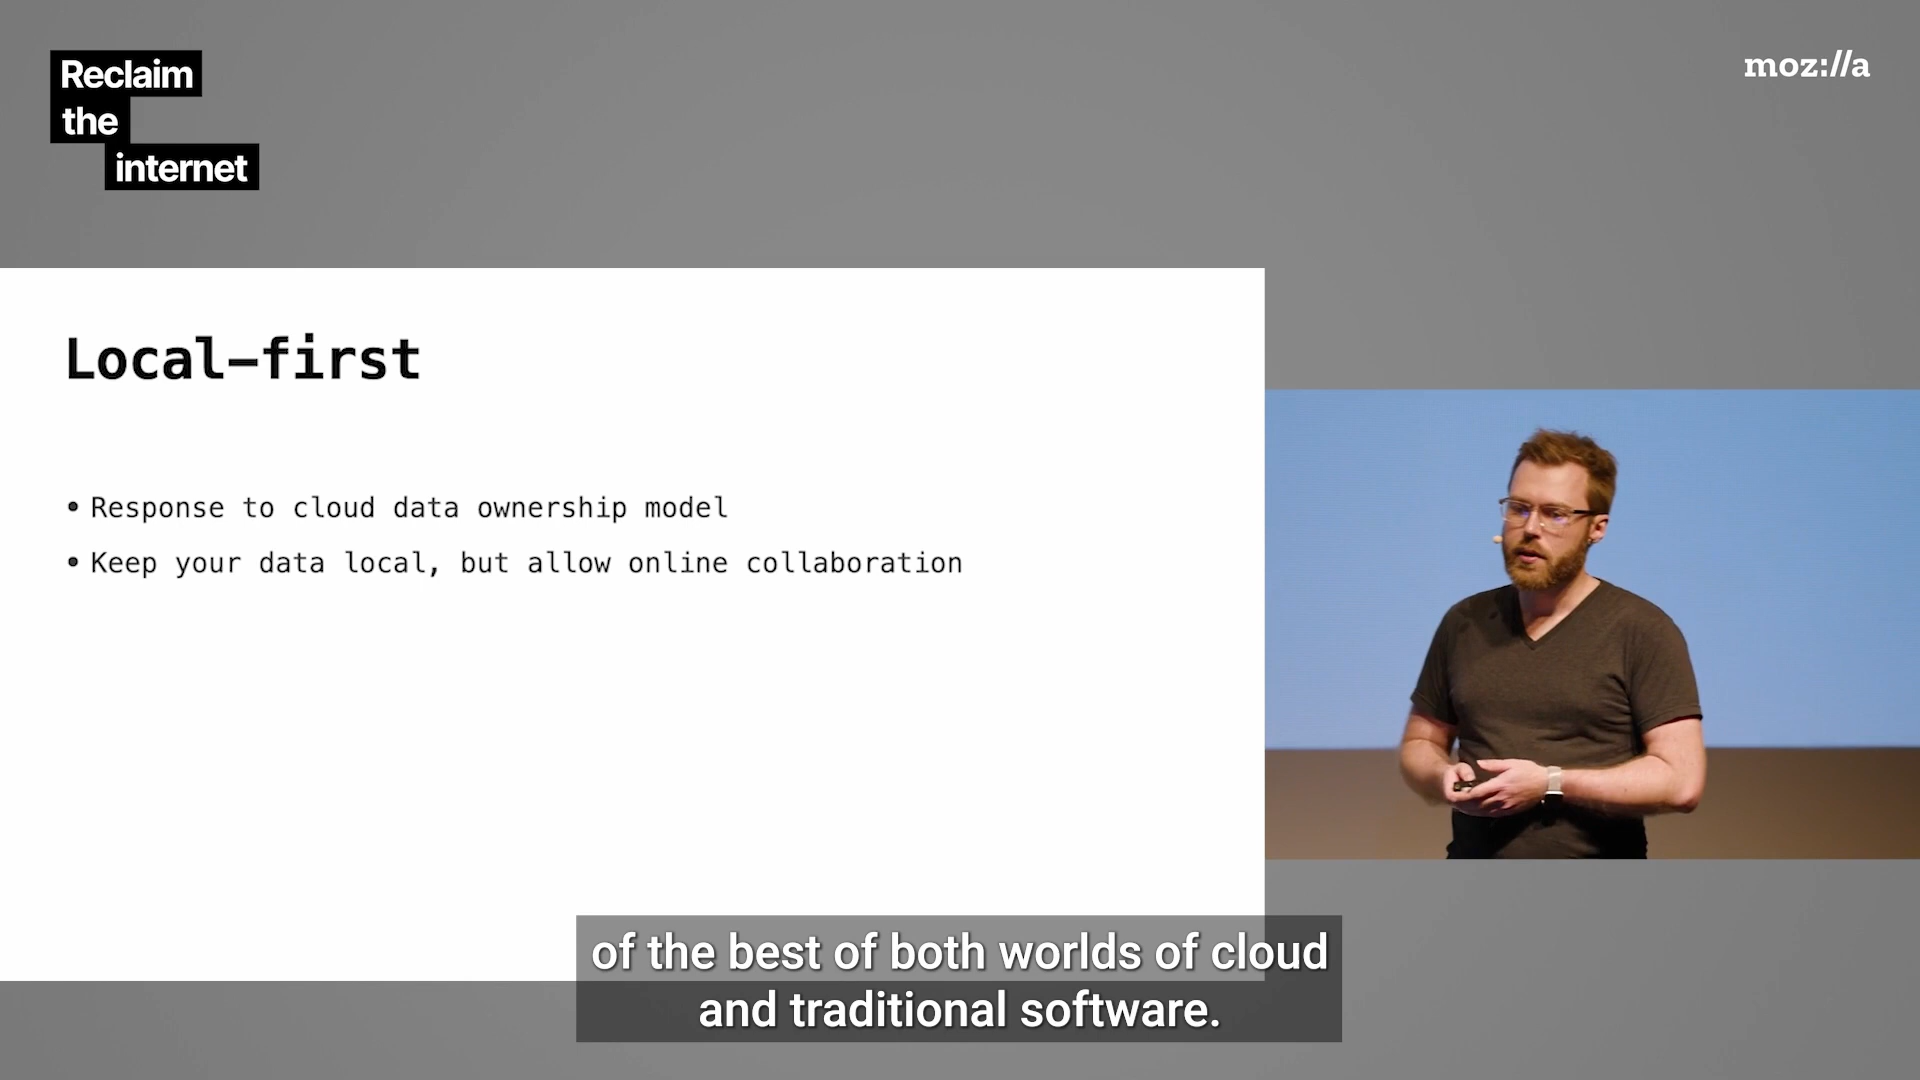 Reclaim
the
internet
moz://a
Local-first
• Response to cloud data ownership model
• Keep your data local, but allow online collaboration
of the best of both worlds of cloud
and traditional software.